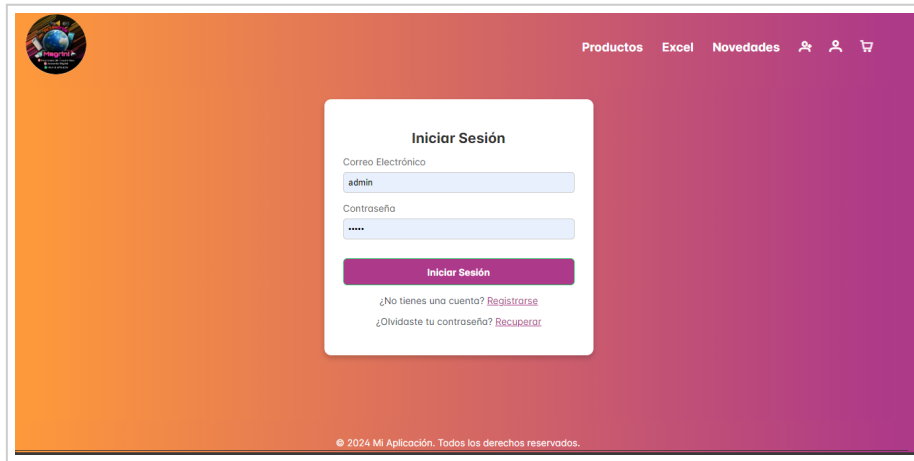 Megrini
Productos Excel Novedades
Iniciar Sesión
Correo Electrónico
admin
Contraseña
•••••
Iniciar Sesión
¿No tienes una cuenta? Registrarse
¿Olvidaste tu contraseña? Recuperar
© 2024 Mi Aplicación. Todos los derechos reservados.